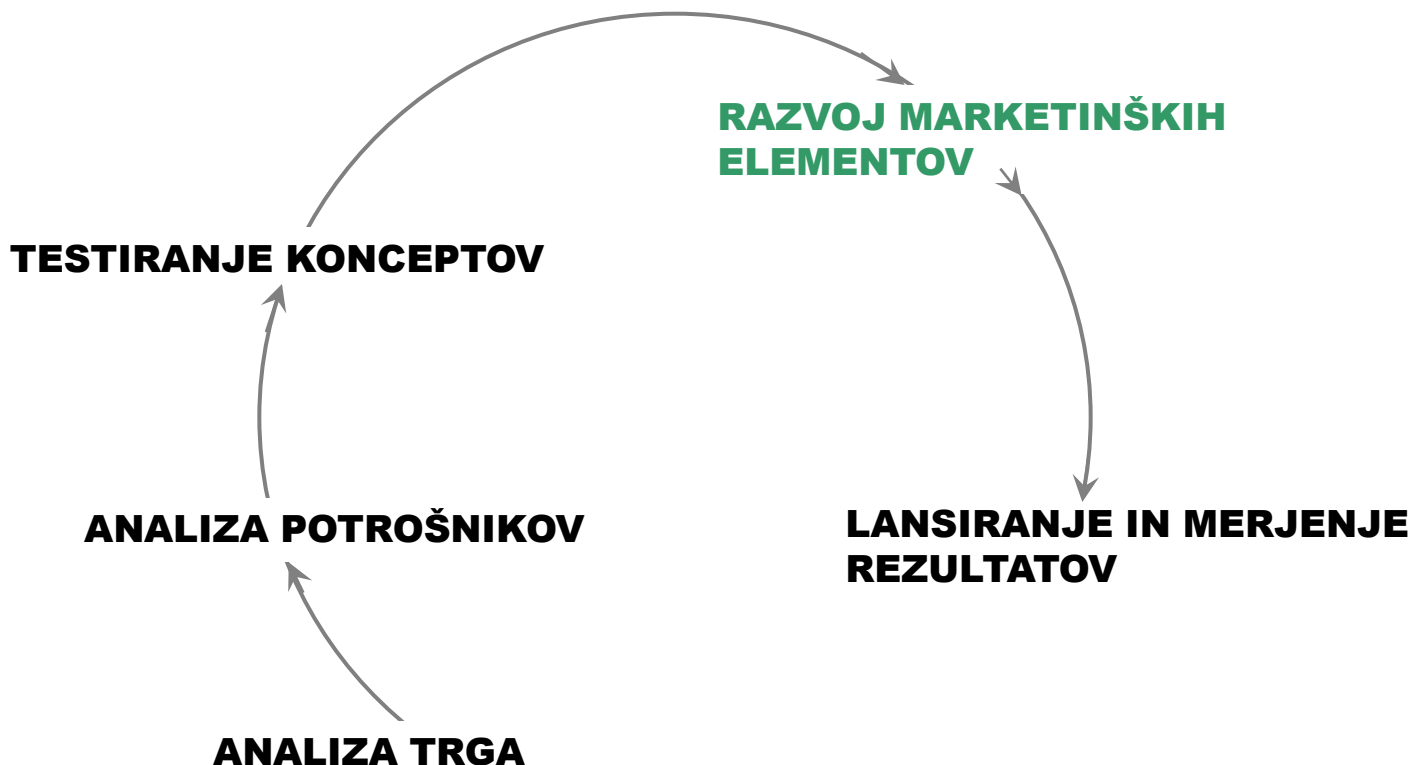 RAZVOJ MARKETINŠKIH
ELEMENTOV
TESTIRANJE KONCEPTOV
ANALIZA POTROŠNIKOV
LANSIRANJE IN MERJENJE
REZULTATOV
ANALIZA TRGA